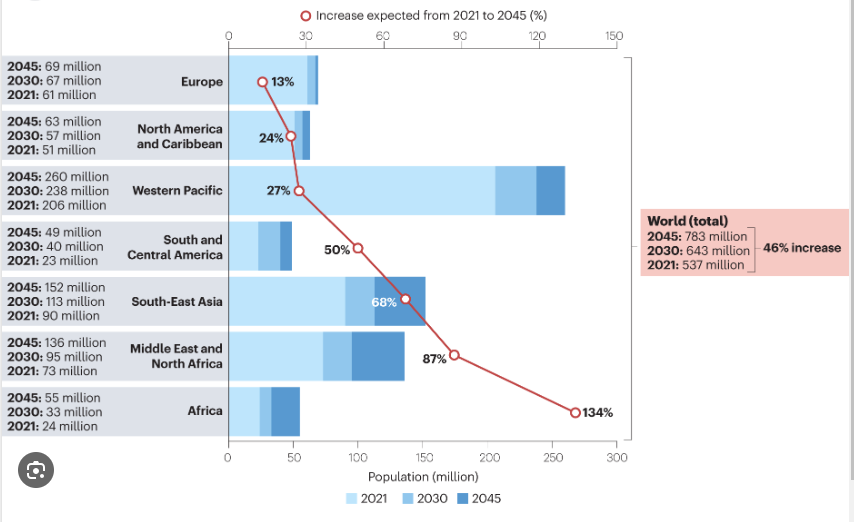 Increase expected from 2021 to 2045 (%)
0 30 60 90 120 150
2045: 69 million
2030: 67 million
2021: 61 million
Europe
13%
2045: 63 million
2030: 57 million
2021: 51 million
North America
and Caribbean
24%
2045: 260 million
2030: 238 million
2021: 206 million
Western Pacific
27%
2045: 49 million
2030: 40 million
2021: 23 million
South and
Central America
50%
2045: 152 million
2030: 113 million
2021: 90 million
South-East Asia
68%
2045: 136 million
2030: 95 million
2021: 73 million
Middle East and
North Africa
87%
2045: 55 million
2030: 33 million
2021: 24 million
Africa
134%
World (total)
2045: 783 million
2030: 643 million
2021: 537 million
46% increase
0 50 100 150 200 250 300
Population (million)
2021 2030 2045